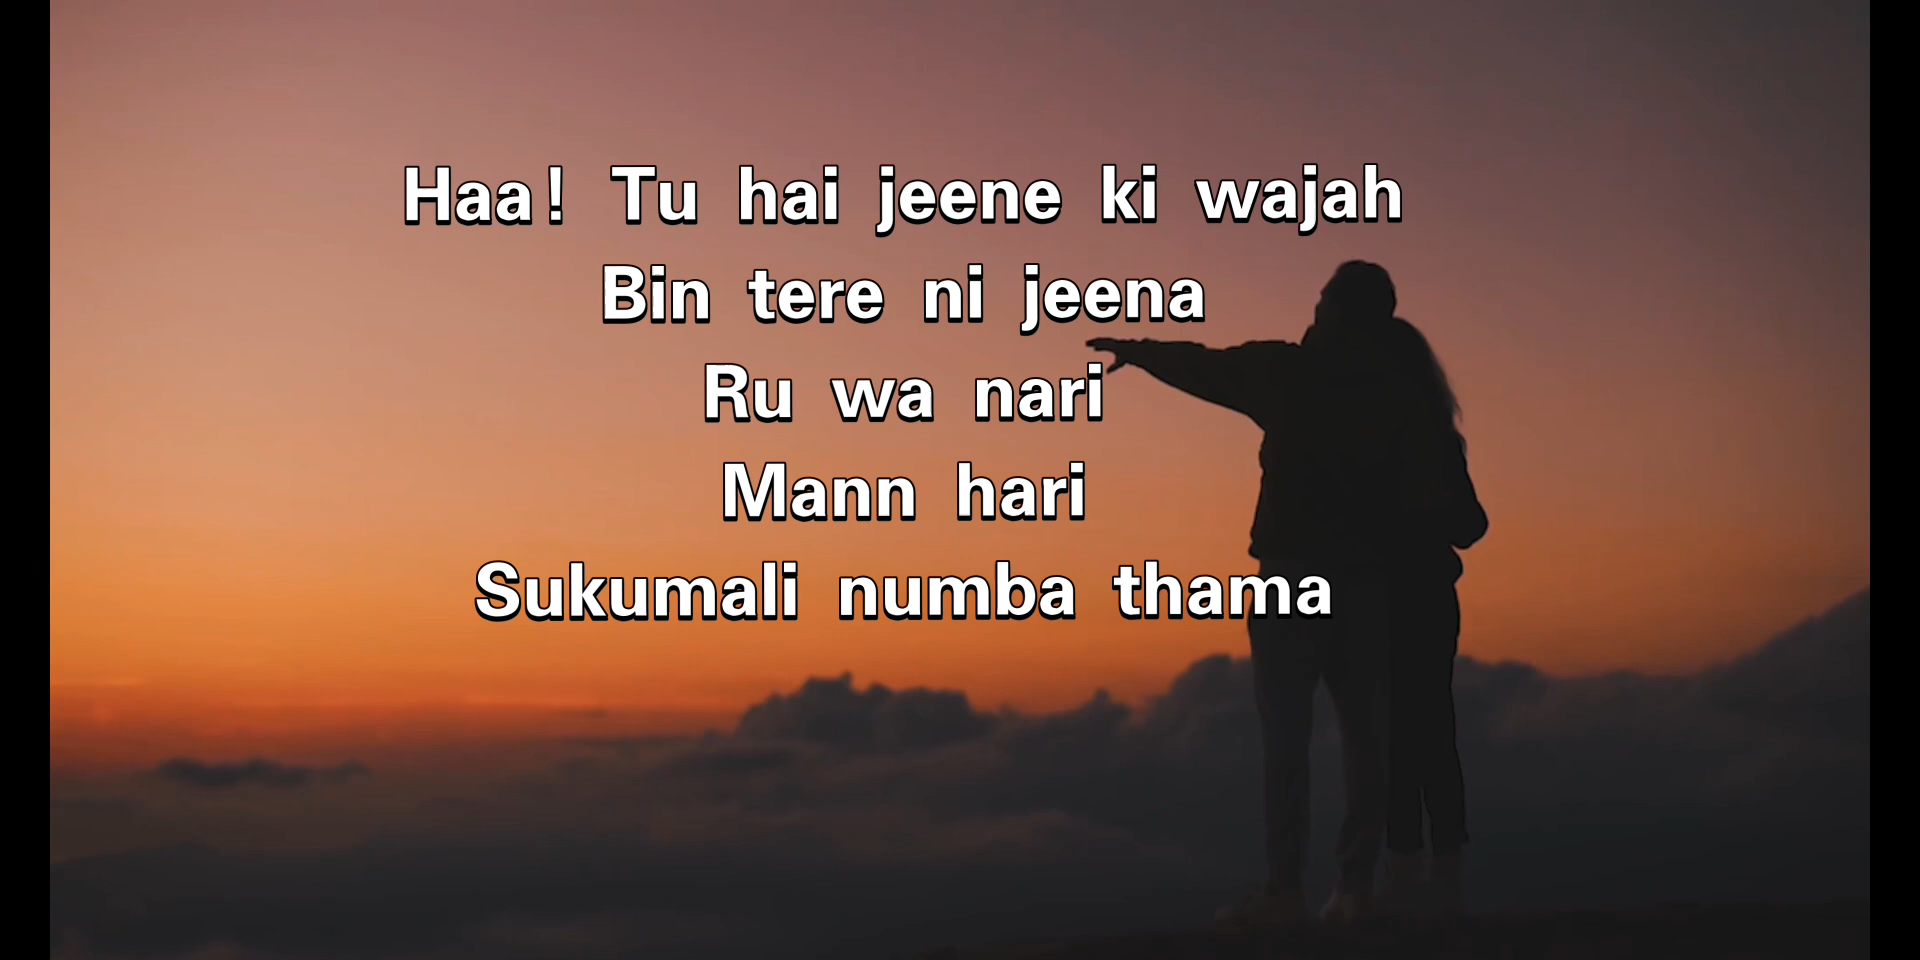 Haa! Tu hai jeene ki wajah
Bin tere ni jeena
Ru wa nari
Mann hari
Sukumali numba thama